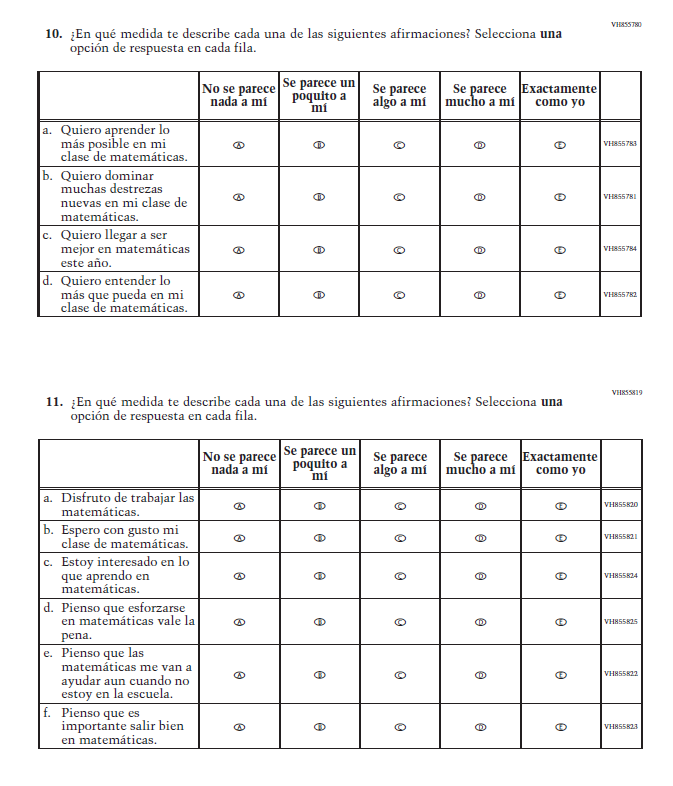 VH855780
10. ¿En qué medida te describe cada una de las siguientes afirmaciones? Selecciona una
opción de respuesta en cada fila.
No se parece
nada a mí
Se parece un
poquito a
mí
Se parece
algo a mí
Se parece
mucho a mí
Exactamente
como yo
a. Quiero aprender lo
más posible en mi
clase de matemáticas.
A B C D E VH855783
b. Quiero dominar
muchas destrezas
nuevas en mi clase de
matemáticas.
A B C D E VH855781
c. Quiero llegar a ser
mejor en matemáticas
este año.
A B C D E VH855784
d. Quiero entender lo
más que pueda en mi
clase de matemáticas.
A B C D E VH855782
VH855819
11. ¿En qué medida te describe cada una de las siguientes afirmaciones? Selecciona una
opción de respuesta en cada fila.
No se parece
nada a mí
Se parece un
poquito a
mí
Se parece
algo a mí
Se parece
mucho a mí
Exactamente
como yo
a. Disfruto de trabajar las
matemáticas.
A B C D E VH855820
b. Espero con gusto mi
clase de matemáticas.
A B C D E VH855821
c. Estoy interesado en lo
que aprendo en
matemáticas.
A B C D E VH855824
d. Pienso que esforzarse
en matemáticas vale la
pena.
A B C D E VH855825
e. Pienso que las
matemáticas me van a
ayudar aun cuando no
estoy en la escuela.
A B C D E VH855822
f. Pienso que es
importante salir bien
en matemáticas.
A B C D E VH855823